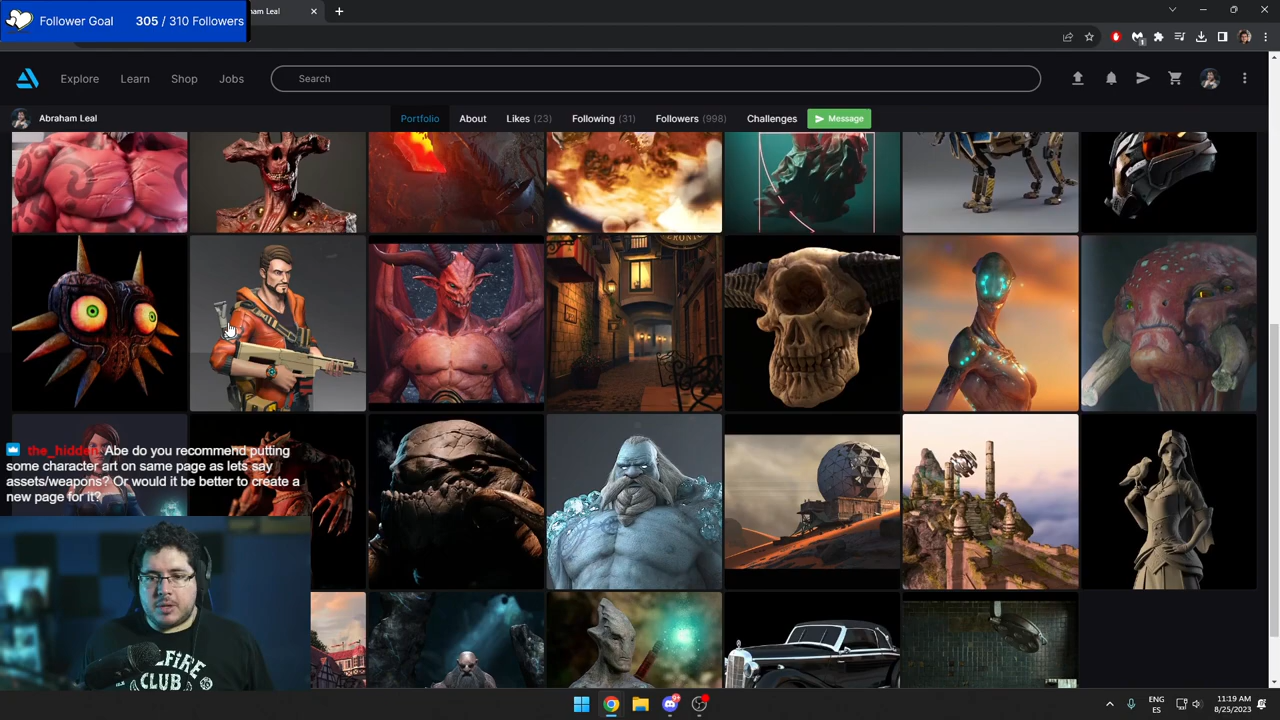 Follower Goal 305 / 310 Followers
ham Leal
Explore Learn Shop Jobs Search
Abraham Leal Portfolio About Likes (23) Following (31) Followers (998) Challenges Message
the_hidden: Abe do you recommend putting
some character art on same page as lets say
assets/weapons? Or would it be better to create a
new page for it?
CLUB
ENG
ES
11:19 AM
8/25/2023